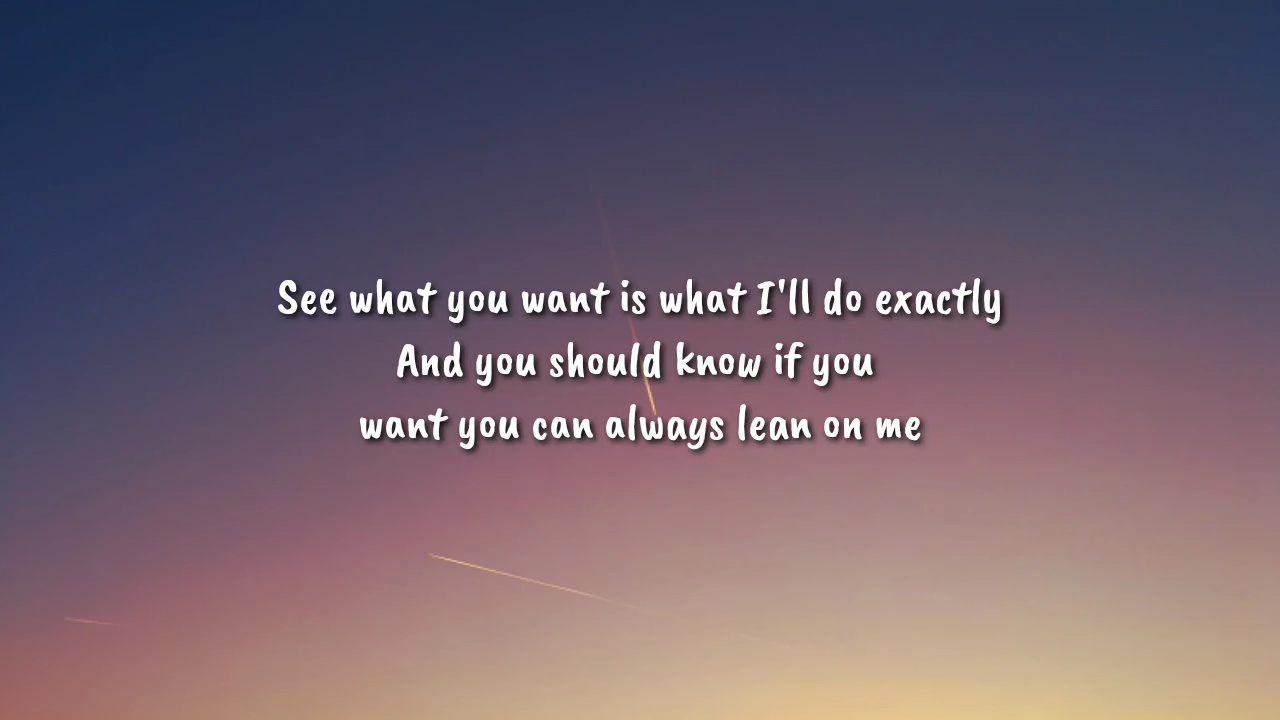 See what you want is what I'll do exactly
And you should know if you
want you can always lean on me